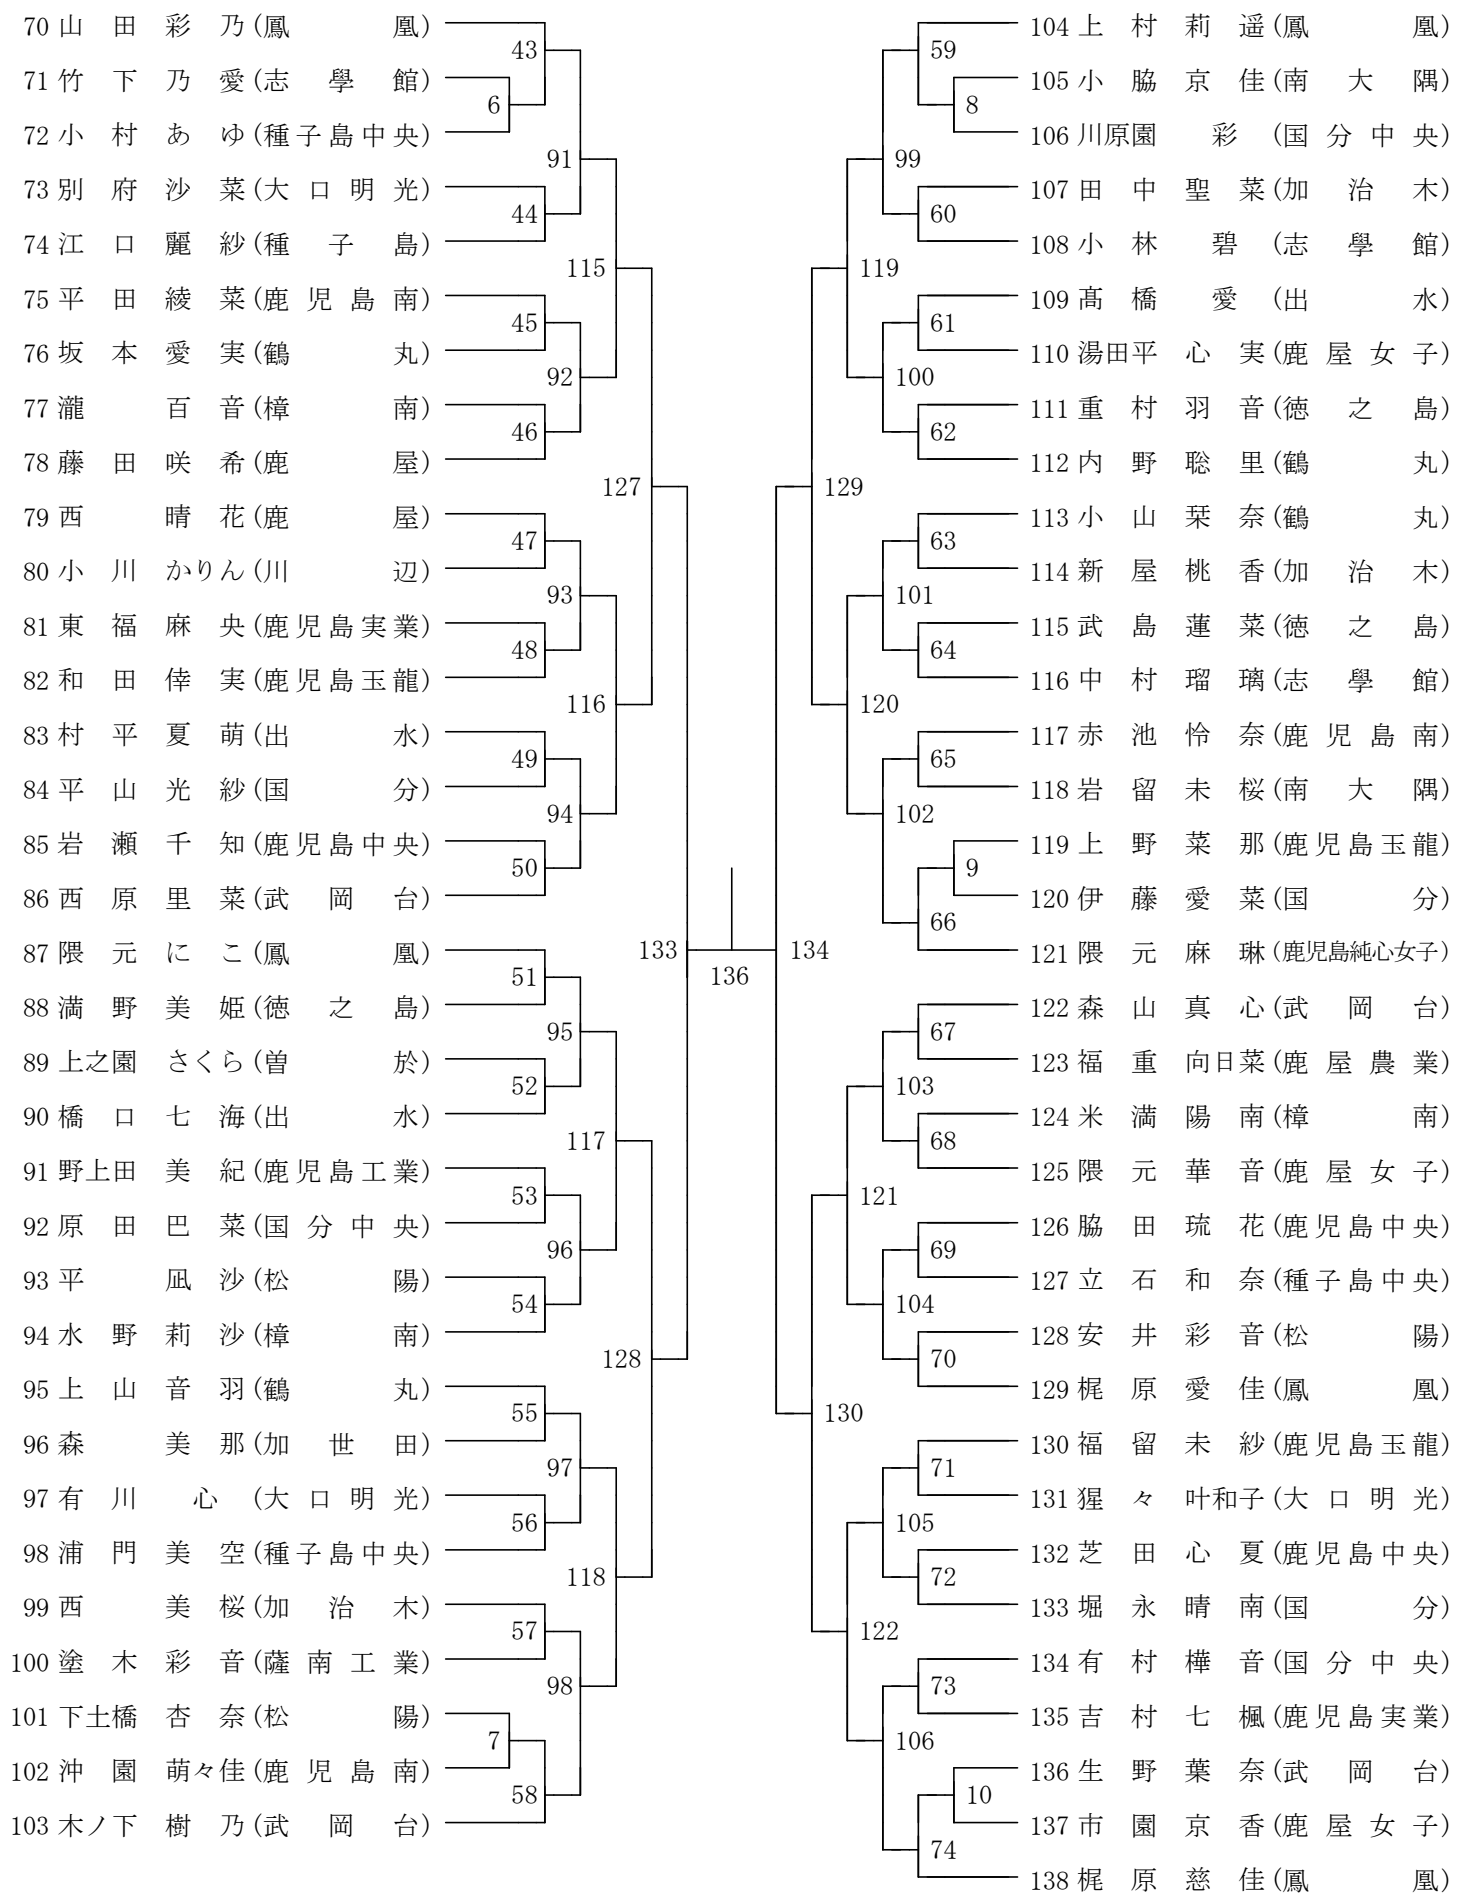 70 山田彩乃(鳳凰)
71 竹下乃愛(志學館)
72 小村あゆ(種子島中央)
73 別府沙菜(大口明光)
74 江口麗紗(種子島)
75 平田綾菜(鹿児島南)
76 坂本愛実(鶴丸)
77 瀧百音(樟南)
78 藤田咲希(鹿屋)
79 西晴花(鹿屋)
80 小川かりん(川辺)
81 東福麻央(鹿児島実業)
82 和田倖実(鹿児島玉龍)
83 村平夏萌(出水)
84 平山光紗(国分)
85 岩瀬千知(鹿児島中央)
86 西原里菜(武岡台)
87 隈元にこ(鳳凰)
88 満野美姫(徳之島)
89 上之園さくら(曽於)
90 橋口七海(出水)
91 野上田美紀(鹿児島工業)
92 原田巴菜(国分中央)
93 平凪沙(松陽)
94 水野莉沙(樟南)
95 上山音羽(鶴丸)
96 森美那(加世田)
97 有川心(大口明光)
98 浦門美空(種子島中央)
99 西美桜(加治木)
100 塗木彩音(薩南工業)
101 下土橋杏奈(松陽)
102 沖園萌々佳(鹿児島南)
103 木ノ下樹乃(武岡台)
43
6
91
44
115
45
92
46
127
47
93
48
116
49
94
50
133
51
95
52
117
53
96
54
128
55
97
56
118
57
98
7
58
136
104 上村莉遥(鳳凰)
105 小脇京佳(南大隅)
106 川原園彩(国分中央)
107 田中聖菜(加治木)
108 小林碧(志學館)
109 髙橋愛(出水)
110 湯田平心実(鹿屋女子)
111 重村羽音(徳之島)
112 内野聡里(鶴丸)
113 小山栞奈(鶴丸)
114 新屋桃香(加治木)
115 武島蓮菜(徳之島)
116 中村瑠璃(志學館)
117 赤池怜奈(鹿児島南)
118 岩留未桜(南大隅)
119 上野菜那(鹿児島玉龍)
120 伊藤愛菜(国分)
121 隈元麻琳(鹿児島純心女子)
122 森山真心(武岡台)
123 福重向日菜(鹿屋農業)
124 米満陽南(樟南)
125 隈元華音(鹿屋女子)
126 脇田琉花(鹿児島中央)
127 立石和奈(種子島中央)
128 安井彩音(松陽)
129 梶原愛佳(鳳凰)
130 福留未紗(鹿児島玉龍)
131 猩々叶和子(大口明光)
132 芝田心夏(鹿児島中央)
133 堀永晴南(国分)
134 有村樺音(国分中央)
135 吉村七楓(鹿児島実業)
136 生野葉奈(武岡台)
137 市園京香(鹿屋女子)
138 梶原慈佳(鳳凰)
59
8
99
60
119
61
100
62
129
63
101
64
120
65
102
9
66
134
67
103
68
121
69
104
70
130
71
105
72
122
73
106
10
74